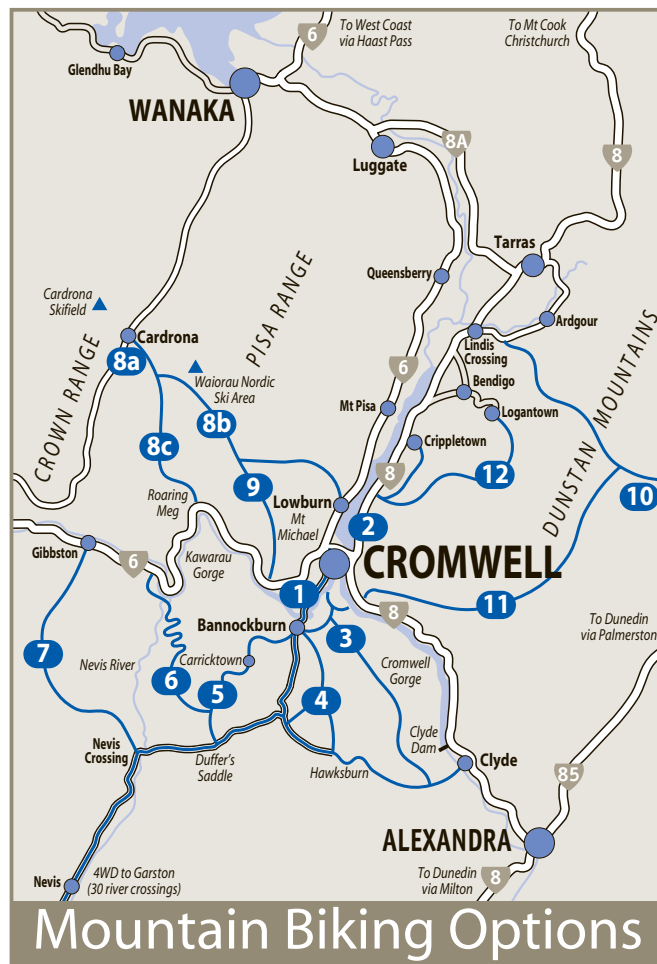 To West Coast
via Haast Pass
6
To Mt Cook
Christchurch
Glendhu Bay
WANAKA
8A
Luggate
8
Tarras
Queensberry
Cardrona
Skifield
PISA RANGE
Ardgour
Cardrona
Lindis
Crossing
8a
6
CROWN RANGE
Waiorau Nordic
Ski Area
Bendigo
DUNSTAN MOUNTAINS
Mt Pisa
Logantown
8b
8c
Cripplетown
8
12
9
10
Roaring
Meg
Lowburn
Mt
Michael
2
Gibbston
6
Kawarau
Gorge
CROMWELL
1
11
8
To Dunedin
via Palmerston
Bannockburn
3
7
Nevis River
Carricktown
Cromwell
Gorge
6
5
4
Clyde
Dam
Nevis
Crossing
Duffer's
Saddle
Hawksburn
Clyde
85
ALEXANDRA
Nevis
4WD to Garston
(30 river crossings)
To Dunedin
via Milton
8
Mountain Biking Options